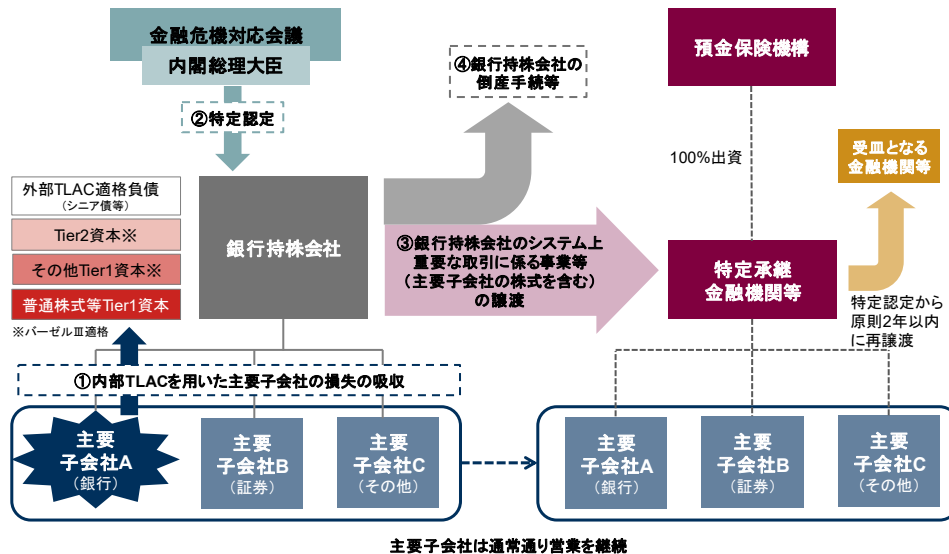 金融危機対応会議
内閣総理大臣
②特定認定
④銀行持株会社の
倒産手続等
預金保険機構
100%出資
受皿となる
金融機関等
外部TLAC適格負債
（シニア債等）
Tier2資本※
その他Tier1資本※
普通株式等Tier1資本
※バーゼルⅢ適格
銀行持株会社
③銀行持株会社のシステム上
重要な取引に係る事業等
（主要子会社の株式を含む）
の譲渡
特定承継
金融機関等
特定認定から
原則2年以内
に再譲渡
①内部TLACを用いた主要子会社の損失の吸収
主要
子会社A
（銀行）
主要
子会社B
（証券）
主要
子会社C
（その他）
主要
子会社A
（銀行）
主要
子会社B
（証券）
主要
子会社C
（その他）
主要子会社は通常通り営業を継続